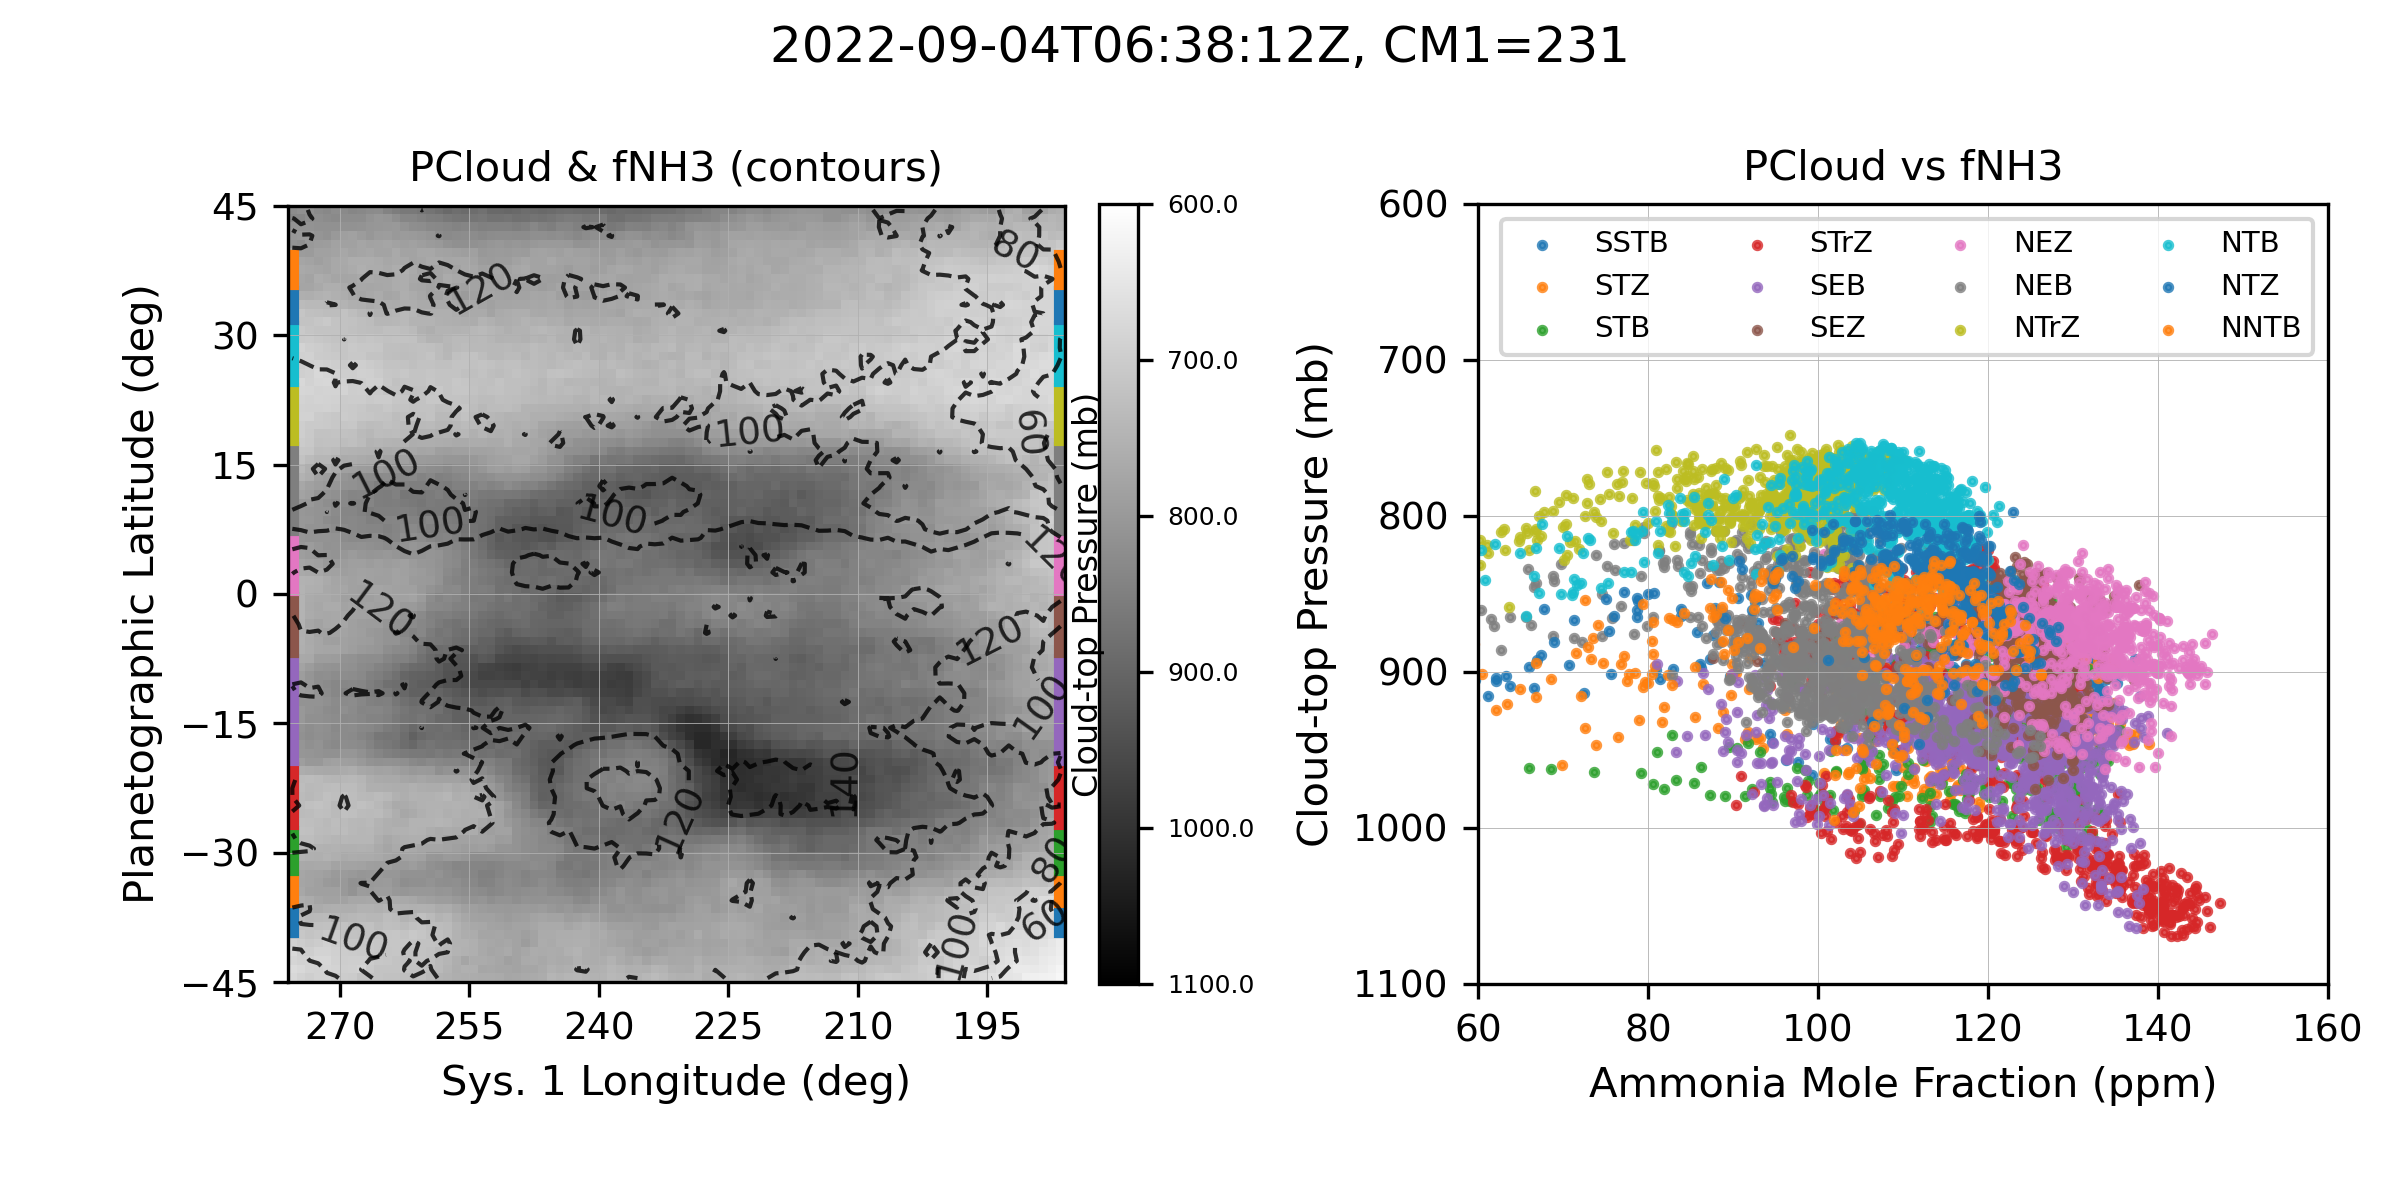 2022-09-04T06:38:12Z, CM1=231
PCloud & fNH3 (contours)
Planetographic Latitude (deg)
45
30
15
0
−15
−30
−45
270
255
240
225
210
195
Sys. 1 Longitude (deg)
80
120
100
60
100
100
100
120
120
120
100
140
120
80
60
100
100
Cloud-top Pressure (mb)
600.0
700.0
800.0
900.0
1000.0
1100.0
PCloud vs fNH3
Cloud-top Pressure (mb)
600
700
800
900
1000
1100
60
80
100
120
140
160
Ammonia Mole Fraction (ppm)
SSTB
STZ
STB
STrZ
SEB
SEZ
NEZ
NEB
NTrZ
NTB
NTZ
NNTB